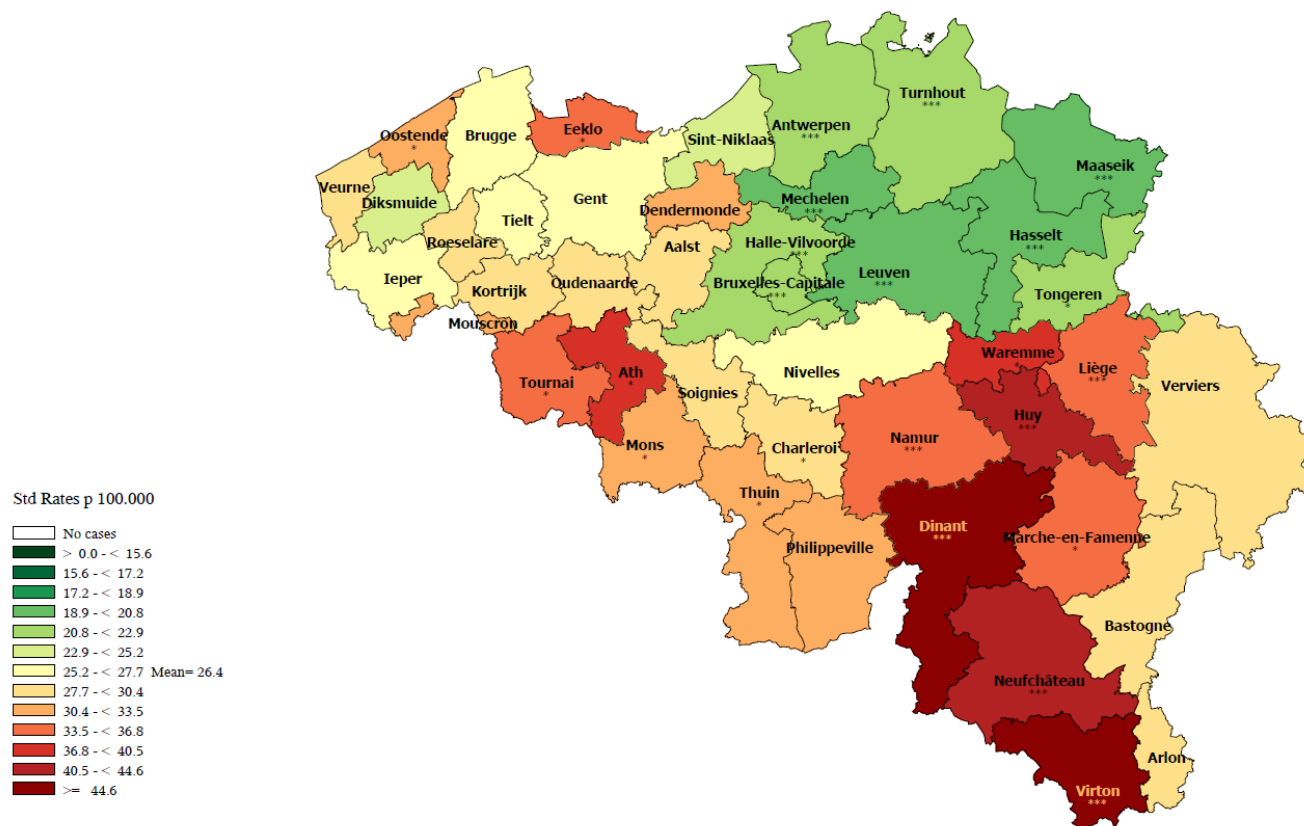 Turnhout
***
Antwerpen
***
Eeklo
*
Oostende
*
Brugge
Sint-Niklaas
Maaseik
***
Veurne
Diksmuide
Tielt
Gent
Dendermonde
Mechelen
***
Hasselt
***
Roeselare
Aalst
Halle-Vilvoorde
***
Leuven
***
Ieper
Kortrijk
Oudenaarde
Bruxelles-Capitale
***
Tongeren
*
Mouscron
Tournai
*
Ath
*
Soignies
Nivelles
Waremme
*
Liège
***
Verviers
Huy
***
Mons
*
Charleroi
*
Namur
***
Thuin
*
Philippeville
Dinant
***
Marche-en-Famenne
*
Bastogne
Neufchâteau
***
Arlon
Virton
***
Std Rates p 100.000
No cases
> 0.0 - < 15.6
15.6 - < 17.2
17.2 - < 18.9
18.9 - < 20.8
20.8 - < 22.9
22.9 - < 25.2
25.2 - < 27.7 Mean= 26.4
27.7 - < 30.4
30.4 - < 33.5
33.5 - < 36.8
36.8 - < 40.5
40.5 - < 44.6
>= 44.6